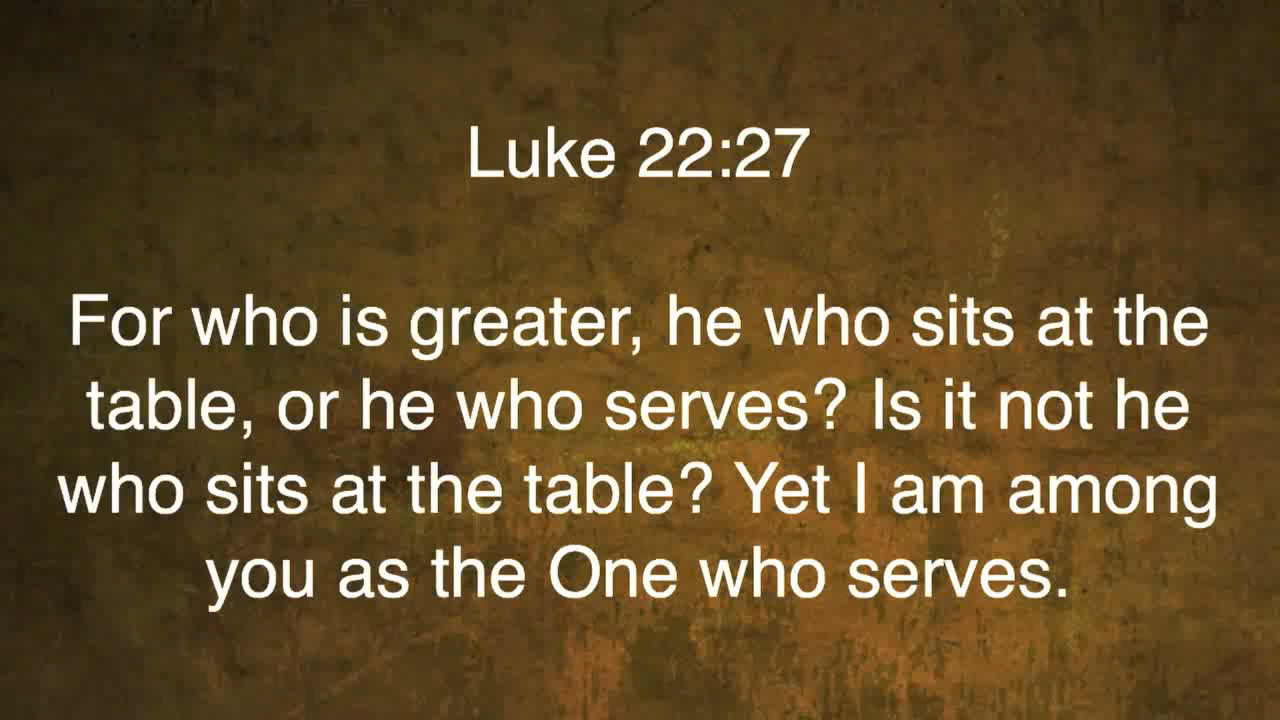 Luke 22:27
For who is greater, he who sits at the
table, or he who serves? Is it not he
who sits at the table? Yet I am among
you as the One who serves.